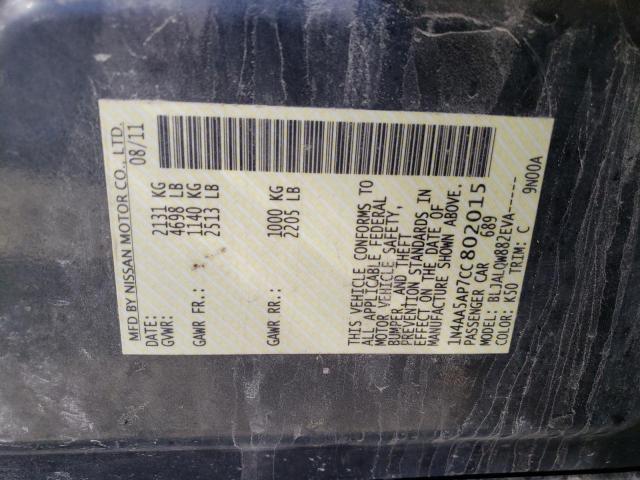 MFD BY NISSAN MOTOR CO., LTD.
DATE: 08/11
GVWR: 2131 KG
4698 LB
GAWR FR.: 1140 KG
2513 LB
GAWR RR.: 1000 KG
2205 LB
THIS VEHICLE CONFORMS TO
ALL APPLICABLE FEDERAL
MOTOR VEHICLE SAFETY,
BUMPER, AND THEFT
PREVENTION STANDARDS IN
EFFECT ON THE DATE OF
MANUFACTURE SHOWN ABOVE.
1N4AA5AP7CC802015
PASSENGER CAR 689
MODEL: BLJALOW882EVA------
COLOR: K50 TRIM: C 9N00A